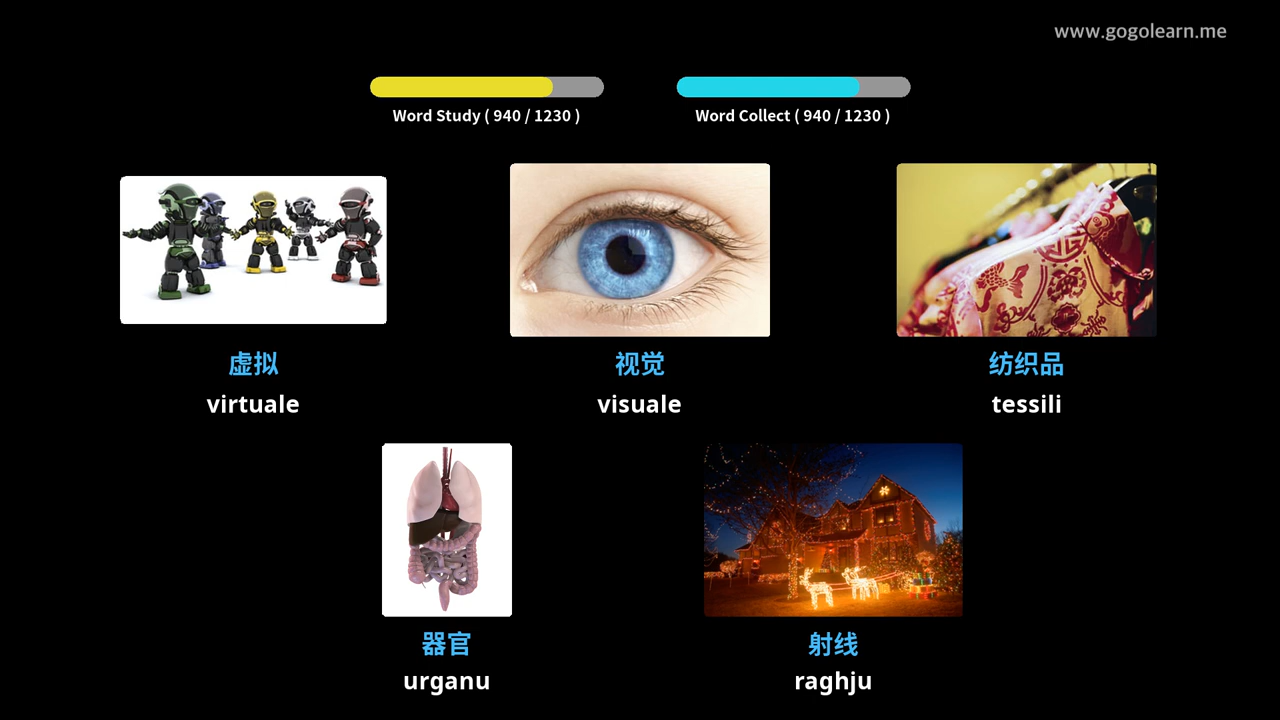 www.gogolearn.me
Word Study ( 940 / 1230 )
Word Collect ( 940 / 1230 )
虚拟
virtuale
视觉
visuale
纺织品
tessili
器官
urganu
射线
raghju